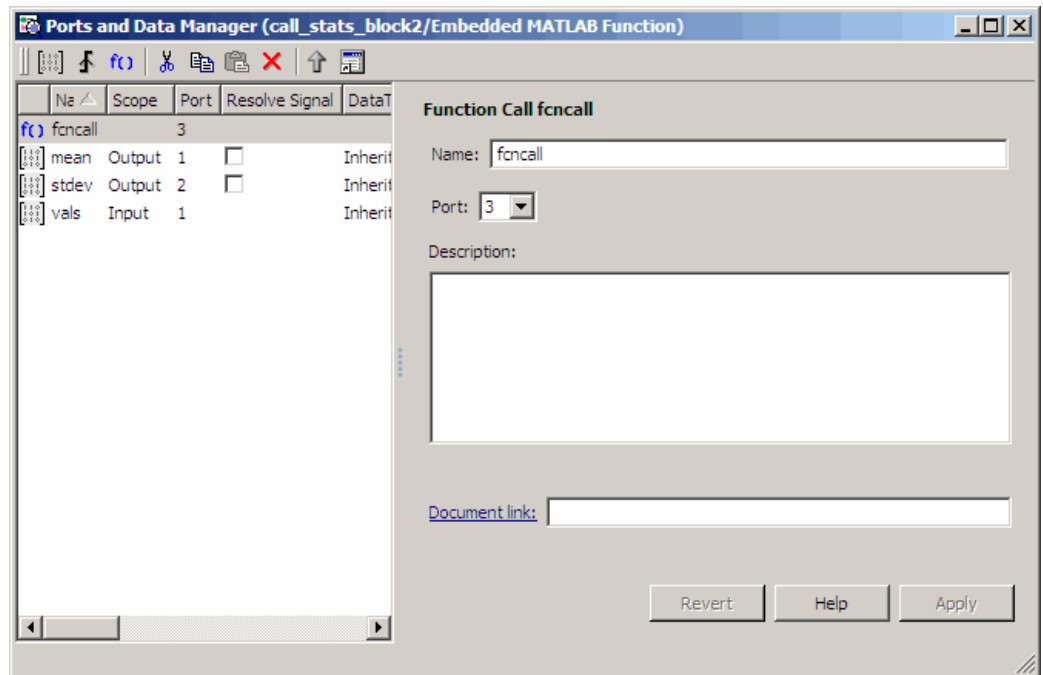 Ports and Data Manager (call_stats_block2/Embedded MATLAB Function)
f()
Na Scope Port Resolve Signal DataT
f() fcncall 3
mean Output 1 Inherit
stdev Output 2 Inherit
vals Input 1 Inherit
Function Call fcncall
Name: fcncall
Port: 3
Description:
Document link:
Revert Help Apply